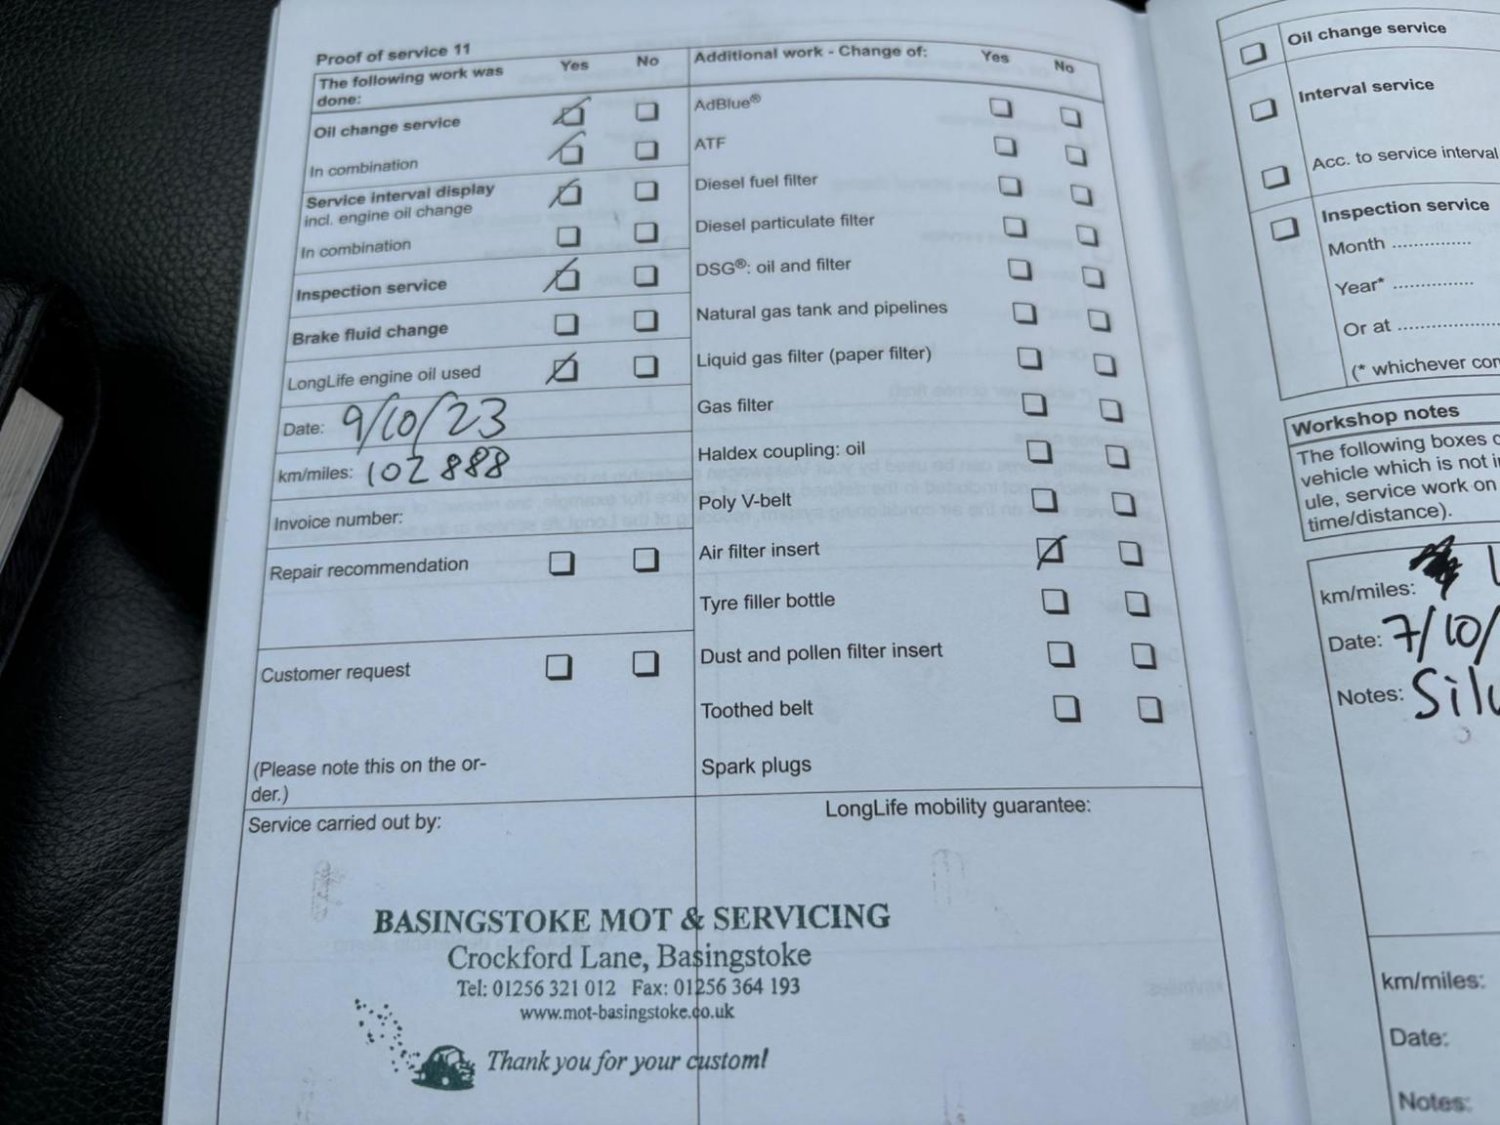 Proof of service 11
The following work was
done:
Yes No
Oil change service
In combination
Service interval display
incl. engine oil change
In combination
Inspection service
Brake fluid change
LongLife engine oil used
Date: 9/10/23
km/miles: 102888
Invoice number:
Repair recommendation
Customer request
(Please note this on the or-
der.)
Additional work - Change of: Yes No
AdBlue®
ATF
Diesel fuel filter
Diesel particulate filter
DSG®: oil and filter
Natural gas tank and pipelines
Liquid gas filter (paper filter)
Gas filter
Haldex coupling: oil
Poly V-belt
Air filter insert
Tyre filler bottle
Dust and pollen filter insert
Toothed belt
Spark plugs
Service carried out by:
LongLife mobility guarantee:
BASINGSTOKE MOT & SERVICING
Crockford Lane, Basingstoke
Tel: 01256 321 012 Fax: 01256 364 193
www.mot-basingstoke.co.uk
Thank you for your custom!
Oil change service
Interval service
Acc. to service interval
Inspection service
Month ..............
Year* ..............
Or at
(* whichever
Workshop notes
The following boxes
vehicle which is not
ule, service work on
time/distance).
km/miles:
Date: 7/10/
Notes:
km/miles:
Date:
Notes: